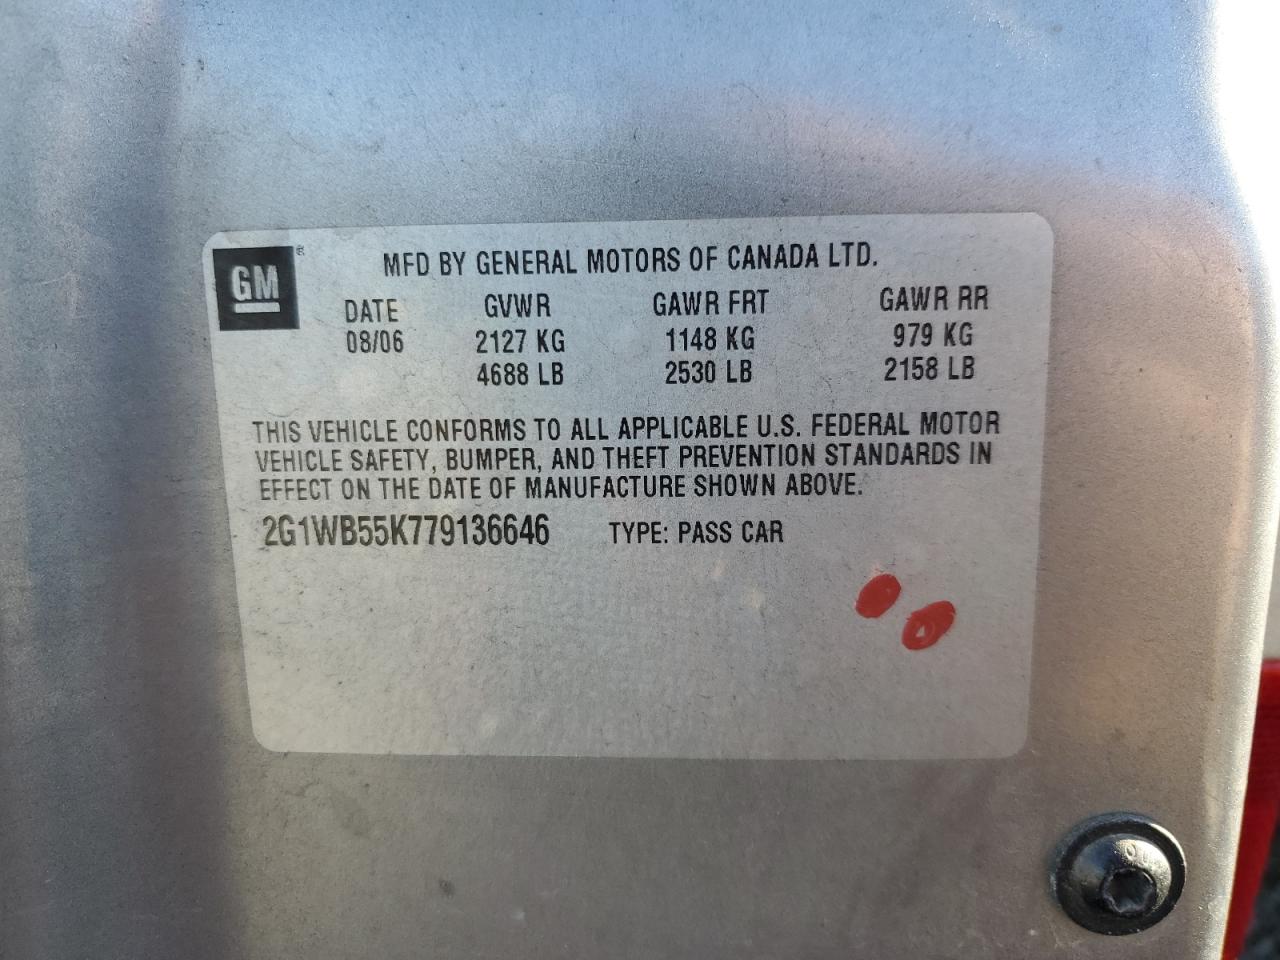 GM ®
MFD BY GENERAL MOTORS OF CANADA LTD.
DATE GVWR GAWR FRT GAWR RR
08/06 2127 KG 1148 KG 979 KG
4688 LB 2530 LB 2158 LB
THIS VEHICLE CONFORMS TO ALL APPLICABLE U.S. FEDERAL MOTOR
VEHICLE SAFETY, BUMPER, AND THEFT PREVENTION STANDARDS IN
EFFECT ON THE DATE OF MANUFACTURE SHOWN ABOVE.
2G1WB55K779136646 TYPE: PASS CAR